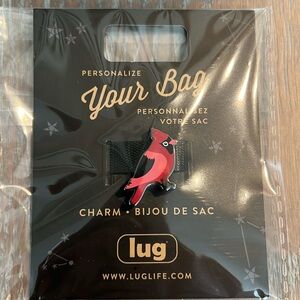 PERSONALIZE
Your Bag
PERSONNALISEZ
VOTRE SAC
CHARM • BIJOU DE SAC
lug
WWW.LUGLIFE.COM